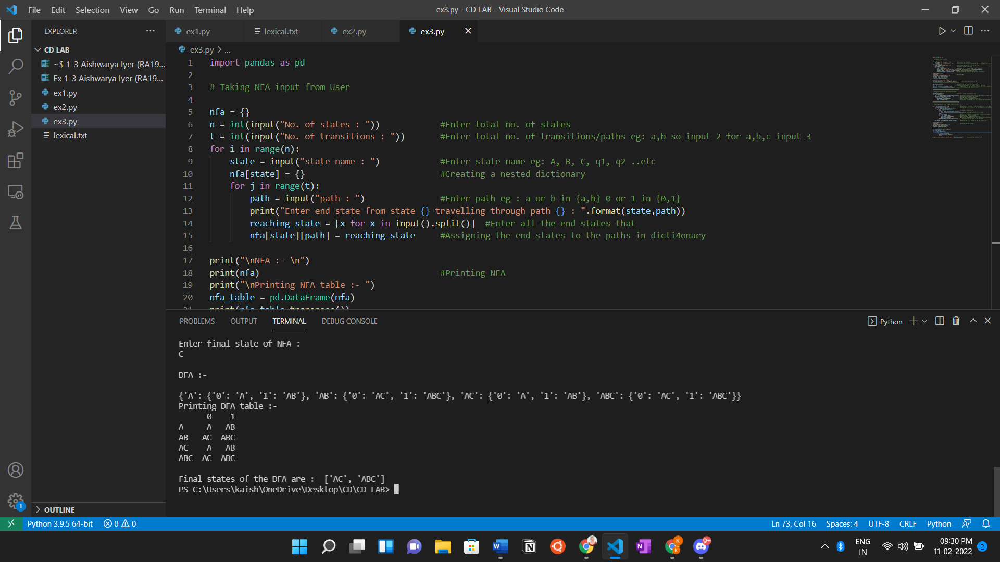 File Edit Selection View Go Run Terminal Help
ex3.py - CD LAB - Visual Studio Code
EXPLORER
CD LAB
~$ 1-3 Aishwarya Iyer (RA19...
Ex 1-3 Aishwarya Iyer (RA19...
ex1.py
ex2.py
ex3.py
lexical.txt
OUTLINE
ex1.py lexical.txt ex2.py ex3.py
ex3.py > ...
1 import pandas as pd
2
3 # Taking NFA input from User
4
5 nfa = {}
6 n = int(input("No. of states : ")) #Enter total no. of states
7 t = int(input("No. of transitions : ")) #Enter total no. of transitions/paths eg: a,b so input 2 for a,b,c input 3
8 for i in range(n):
9 state = input("state name : ") #Enter state name eg: A, B, C, q1, q2 ..etc
10 nfa[state] = {} #Creating a nested dictionary
11 for j in range(t):
12 path = input("path : ") #Enter path eg : a or b in {a,b} 0 or 1 in {0,1}
13 print("Enter end state from state {} travelling through path {} : ".format(state,path))
14 reaching_state = [x for x in input().split()] #Enter all the end states that
15 nfa[state][path] = reaching_state #Assigning the end states to the paths in dicti4onary
16
17 print("\nNFA :- \n")
18 print(nfa) #Printing NFA
19 print("\nPrinting NFA table :- ")
20 nfa_table = pd.DataFrame(nfa)
21 print(nfa_table.transpose())
PROBLEMS OUTPUT TERMINAL DEBUG CONSOLE
Python
Enter final state of NFA :
C
DFA :-
{'A': {'0': 'A', '1': 'AB'}, 'AB': {'0': 'AC', '1': 'ABC'}, 'AC': {'0': 'A', '1': 'AB'}, 'ABC': {'0': 'AC', '1': 'ABC'}}
Printing DFA table :-
0 1
A A AB
AB AC ABC
AC A AB
ABC AC ABC
Final states of the DFA are : ['AC', 'ABC']
PS C:\Users\kaish\OneDrive\Desktop\CD\CD LAB>
1
Python 3.9.5 64-bit 0 0
Ln 73, Col 16 Spaces: 4 UTF-8 CRLF Python
9+
ENG
IN
09:30 PM
11-02-2022
2